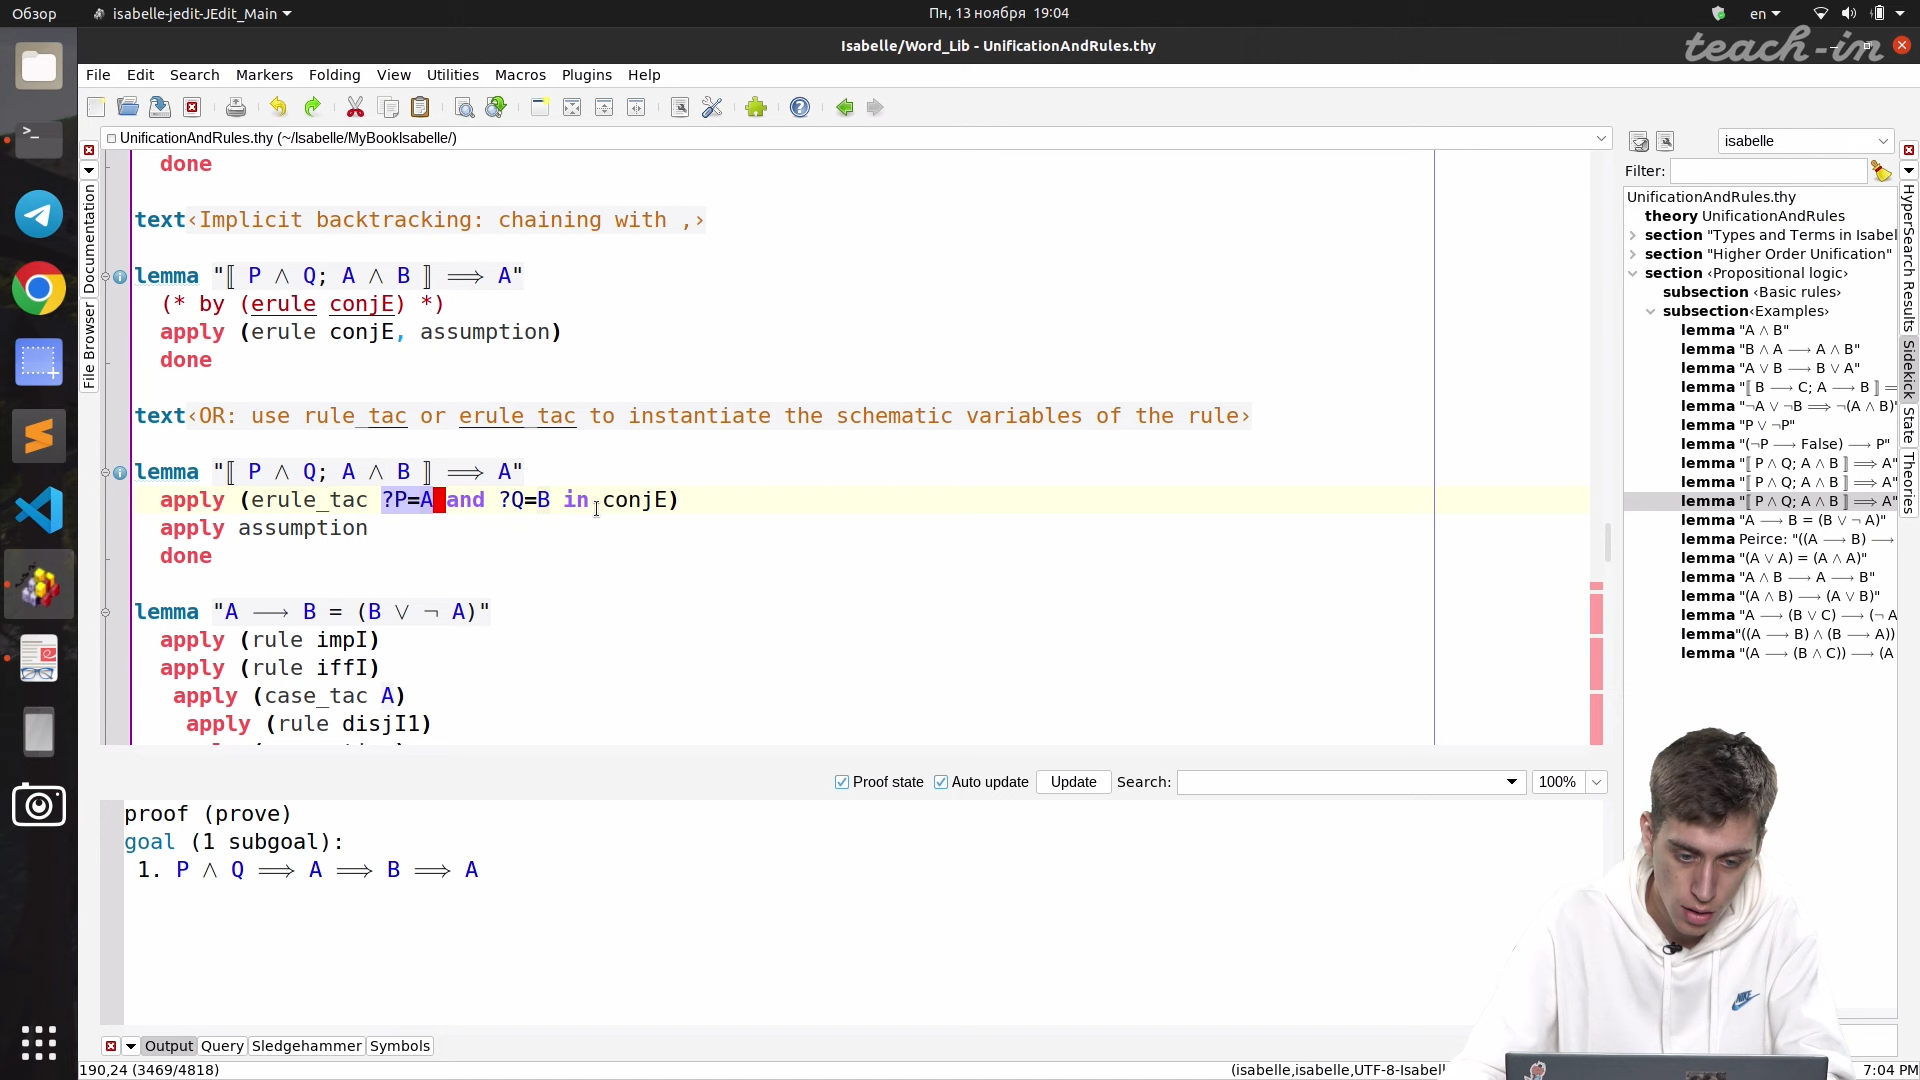 Обзор
isabelle-jedit-JEdit_Main
Пн, 13 ноября 19:04
en
teach-in
Isabelle/Word_Lib - UnificationAndRules.thy
File Edit Search Markers Folding View Utilities Macros Plugins Help
UnificationAndRules.thy (~/Isabelle/MyBookIsabelle/)
Documentation
File Browser
done
text‹Implicit backtracking: chaining with ,›
lemma "⟦ P ∧ Q; A ∧ B ⟧ ⟹ A"
(* by (erule conjE) *)
apply (erule conjE, assumption)
done
text‹OR: use rule_tac or erule_tac to instantiate the schematic variables of the rule›
lemma "⟦ P ∧ Q; A ∧ B ⟧ ⟹ A"
apply (erule_tac ?P=A and ?Q=B in conjE)
apply assumption
done
lemma "A ⟶ B = (B ∨ ¬ A)"
apply (rule impI)
apply (rule iffI)
apply (case_tac A)
apply (rule disjI1)
Proof state Auto update Update Search: 100%
proof (prove)
goal (1 subgoal):
1. P ∧ Q ⟹ A ⟹ B ⟹ A
Output Query Sledgehammer Symbols
190,24 (3469/4818)
(isabelle,isabelle,UTF-8-Isabell
7:04 PM
isabelle
Filter:
UnificationAndRules.thy
theory UnificationAndRules
section "Types and Terms in Isabel
section "Higher Order Unification"
section ‹Propositional logic›
subsection ‹Basic rules›
subsection‹Examples›
lemma "A ∧ B"
lemma "B ∧ A ⟶ A ∧ B"
lemma "A ∨ B ⟶ B ∨ A"
lemma "⟦ B ⟶ C; A ⟶ B ⟧ =
lemma "¬A ∨ ¬B ⟹ ¬(A ∧ B)"
lemma "P ∨ ¬P"
lemma "(¬P ⟶ False) ⟶ P"
lemma "⟦ P ∧ Q; A ∧ B ⟧ ⟹ A"
lemma "⟦ P ∧ Q; A ∧ B ⟧ ⟹ A"
lemma "⟦ P ∧ Q; A ∧ B ⟧ ⟹ A"
lemma "A ⟶ B = (B ∨ ¬ A)"
lemma Peirce: "((A ⟶ B) ⟶
lemma "(A ∨ A) = (A ∧ A)"
lemma "A ∧ B ⟶ A ⟶ B"
lemma "(A ∧ B) ⟶ (A ∨ B)"
lemma "A ⟶ (B ∨ C) ⟶ (¬ A
lemma"((A ⟶ B) ∧ (B ⟶ A))
lemma "(A ⟶ (B ∧ C)) ⟶ (A
HyperSearch Results
Sidekick
State
Theories
NIKE